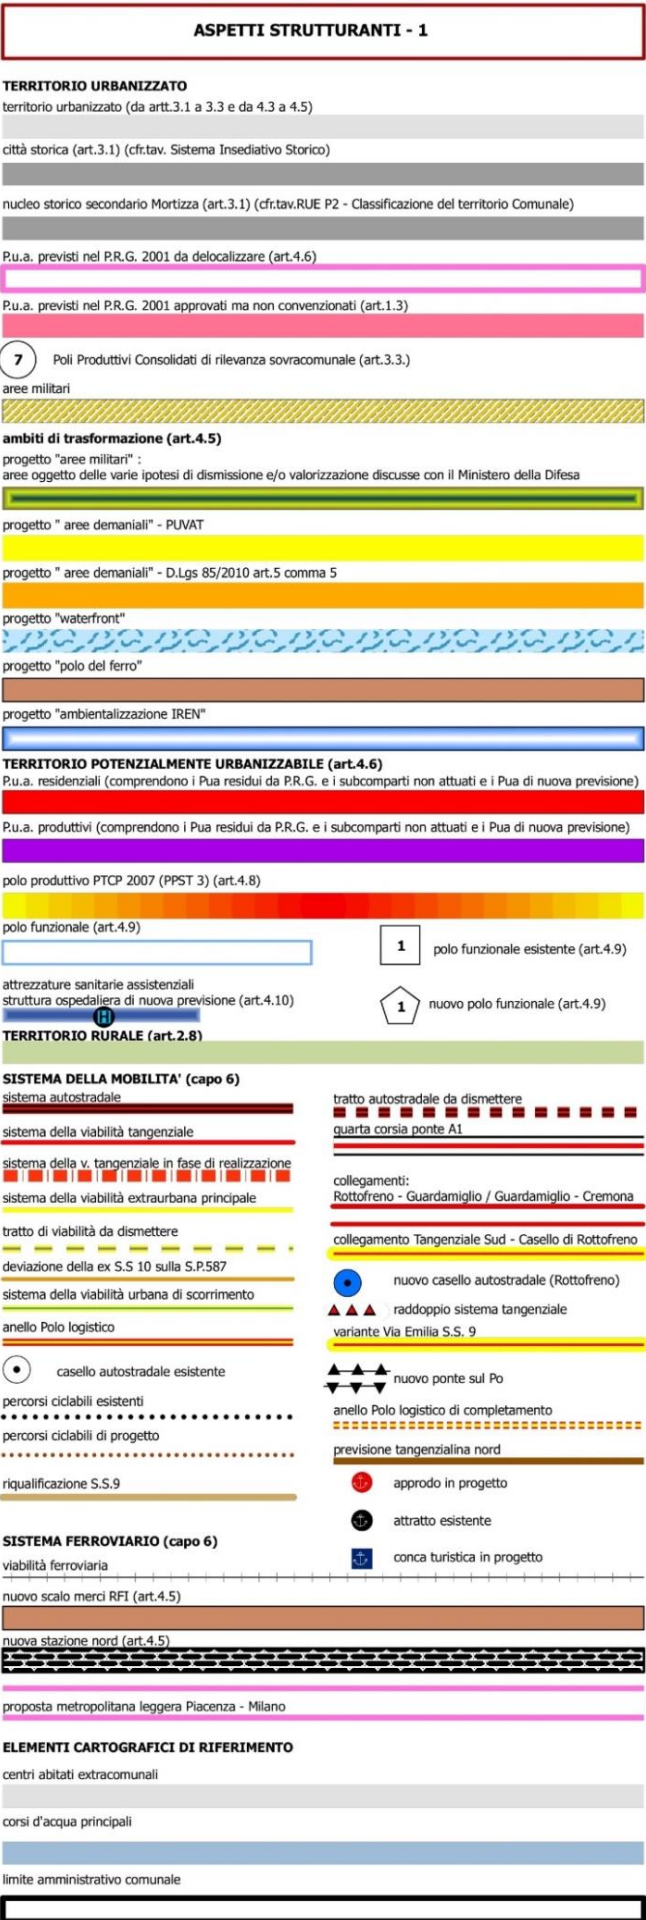 ASPETTI STRUTTURANTI - 1
TERRITORIO URBANIZZATO
territorio urbanizzato (da artt.3.1 a 3.3 e da 4.3 a 4.5)
città storica (art.3.1) (cfr.tav. Sistema Insediativo Storico)
nucleo storico secondario Mortizza (art.3.1) (cfr.tav.RUE P2 - Classificazione del territorio Comunale)
P.u.a. previsti nel P.R.G. 2001 da delocalizzare (art.4.6)
P.u.a. previsti nel P.R.G. 2001 approvati ma non convenzionati (art.1.3)
7 Poli Produttivi Consolidati di rilevanza sovracomunale (art.3.3.)
aree militari
ambiti di trasformazione (art.4.5)
progetto "aree militari" :
aree oggetto delle varie ipotesi di dismissione e/o valorizzazione discusse con il Ministero della Difesa
progetto " aree demaniali" - PUVAT
progetto " aree demaniali" - D.Lgs 85/2010 art.5 comma 5
progetto "waterfront"
progetto "polo del ferro"
progetto "ambientalizzazione IREN"
TERRITORIO POTENZIALMENTE URBANIZZABILE (art.4.6)
P.u.a. residenziali (comprendono i Pua residui da P.R.G. e i subcomparti non attuati e i Pua di nuova previsione)
P.u.a. produttivi (comprendono i Pua residui da P.R.G. e i subcomparti non attuati e i Pua di nuova previsione)
polo produttivo PTCP 2007 (PPST 3) (art.4.8)
polo funzionale (art.4.9)
1 polo funzionale esistente (art.4.9)
attrezzature sanitarie assistenziali
struttura ospedaliera di nuova previsione (art.4.10)
H
1 nuovo polo funzionale (art.4.9)
TERRITORIO RURALE (art.2.8)
SISTEMA DELLA MOBILITA' (capo 6)
sistema autostradale
sistema della viabilità tangenziale
sistema della v. tangenziale in fase di realizzazione
sistema della viabilità extraurbana principale
tratto di viabilità da dismettere
deviazione della ex S.S 10 sulla S.P.587
sistema della viabilità urbana di scorrimento
anello Polo logistico
casello autostradale esistente
percorsi ciclabili esistenti
percorsi ciclabili di progetto
riqualificazione S.S.9
tratto autostradale da dismettere
quarta corsia ponte A1
collegamenti:
Rottofreno - Guardamiglio / Guardamiglio - Cremona
collegamento Tangenziale Sud - Casello di Rottofreno
nuovo casello autostradale (Rottofreno)
raddoppio sistema tangenziale
variante Via Emilia S.S. 9
nuovo ponte sul Po
anello Polo logistico di completamento
previsione tangenzialina nord
approdo in progetto
attratto esistente
conca turistica in progetto
SISTEMA FERROVIARIO (capo 6)
viabilità ferroviaria
nuovo scalo merci RFI (art.4.5)
nuova stazione nord (art.4.5)
proposta metropolitana leggera Piacenza - Milano
ELEMENTI CARTOGRAFICI DI RIFERIMENTO
centri abitati extracomunali
corsi d'acqua principali
limite amministrativo comunale